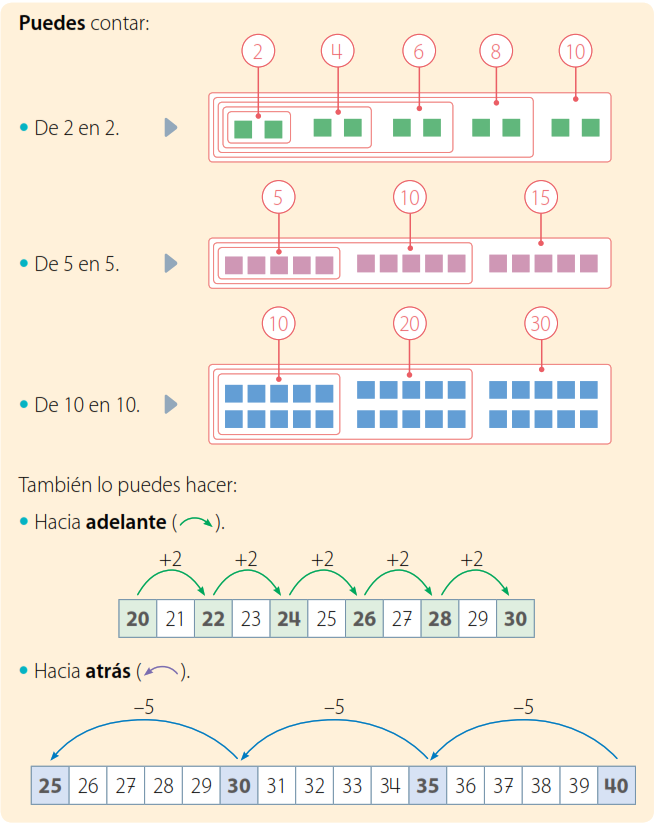 Puedes contar:
2 4 6 8 10
• De 2 en 2.
5 10 15
• De 5 en 5.
10 20 30
• De 10 en 10.
También lo puedes hacer:
• Hacia adelante ( ).
+2 +2 +2 +2 +2
20 21 22 23 24 25 26 27 28 29 30
• Hacia atrás ( ).
–5 –5 –5
25 26 27 28 29 30 31 32 33 34 35 36 37 38 39 40